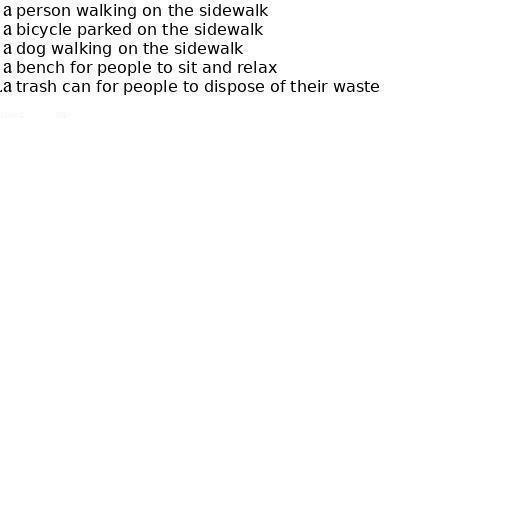 a person walking on the sidewalk
a bicycle parked on the sidewalk
a dog walking on the sidewalk
a bench for people to sit and relax
.a trash can for people to dispose of their waste